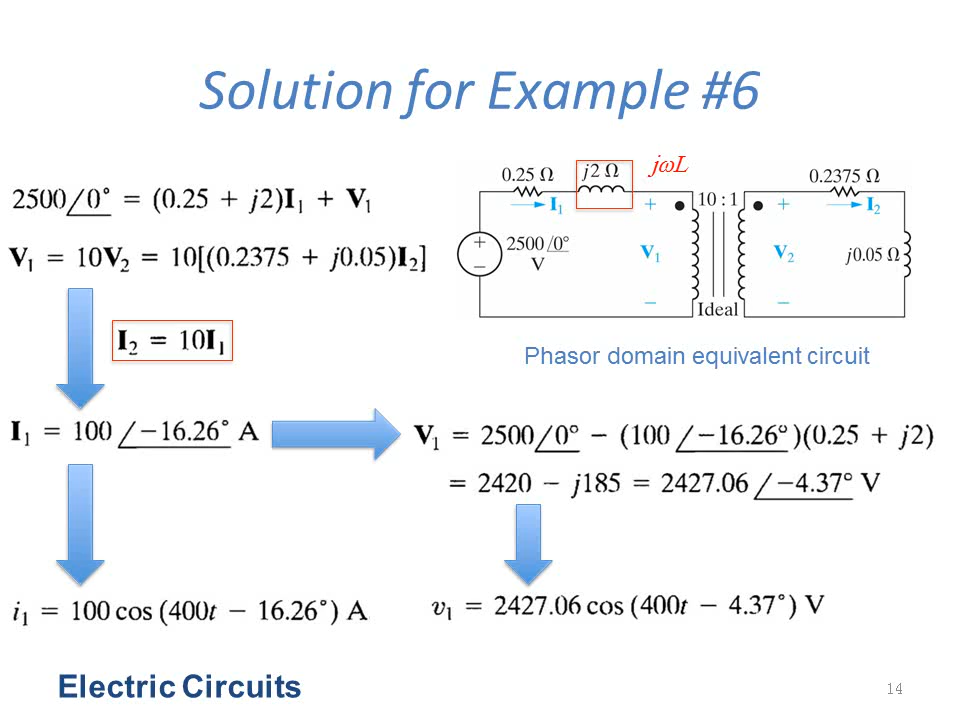 Solution for Example #6
2500/0° = (0.25 + j2)I₁ + V₁
V₁ = 10V₂ = 10[(0.2375 + j0.05)I₂]
I₂ = 10I₁
0.25 Ω
j2 Ω
jωL
0.2375 Ω
I₁
+
10 : 1
+
I₂
+
2500 /0°
V
−
V₁
V₂
j0.05 Ω
−
Ideal
−
Phasor domain equivalent circuit
I₁ = 100 /−16.26° A
V₁ = 2500/0° − (100 /−16.26°)(0.25 + j2)
= 2420 − j185 = 2427.06 /−4.37° V
i₁ = 100 cos (400t − 16.26°) A
v₁ = 2427.06 cos (400t − 4.37°) V
Electric Circuits
14